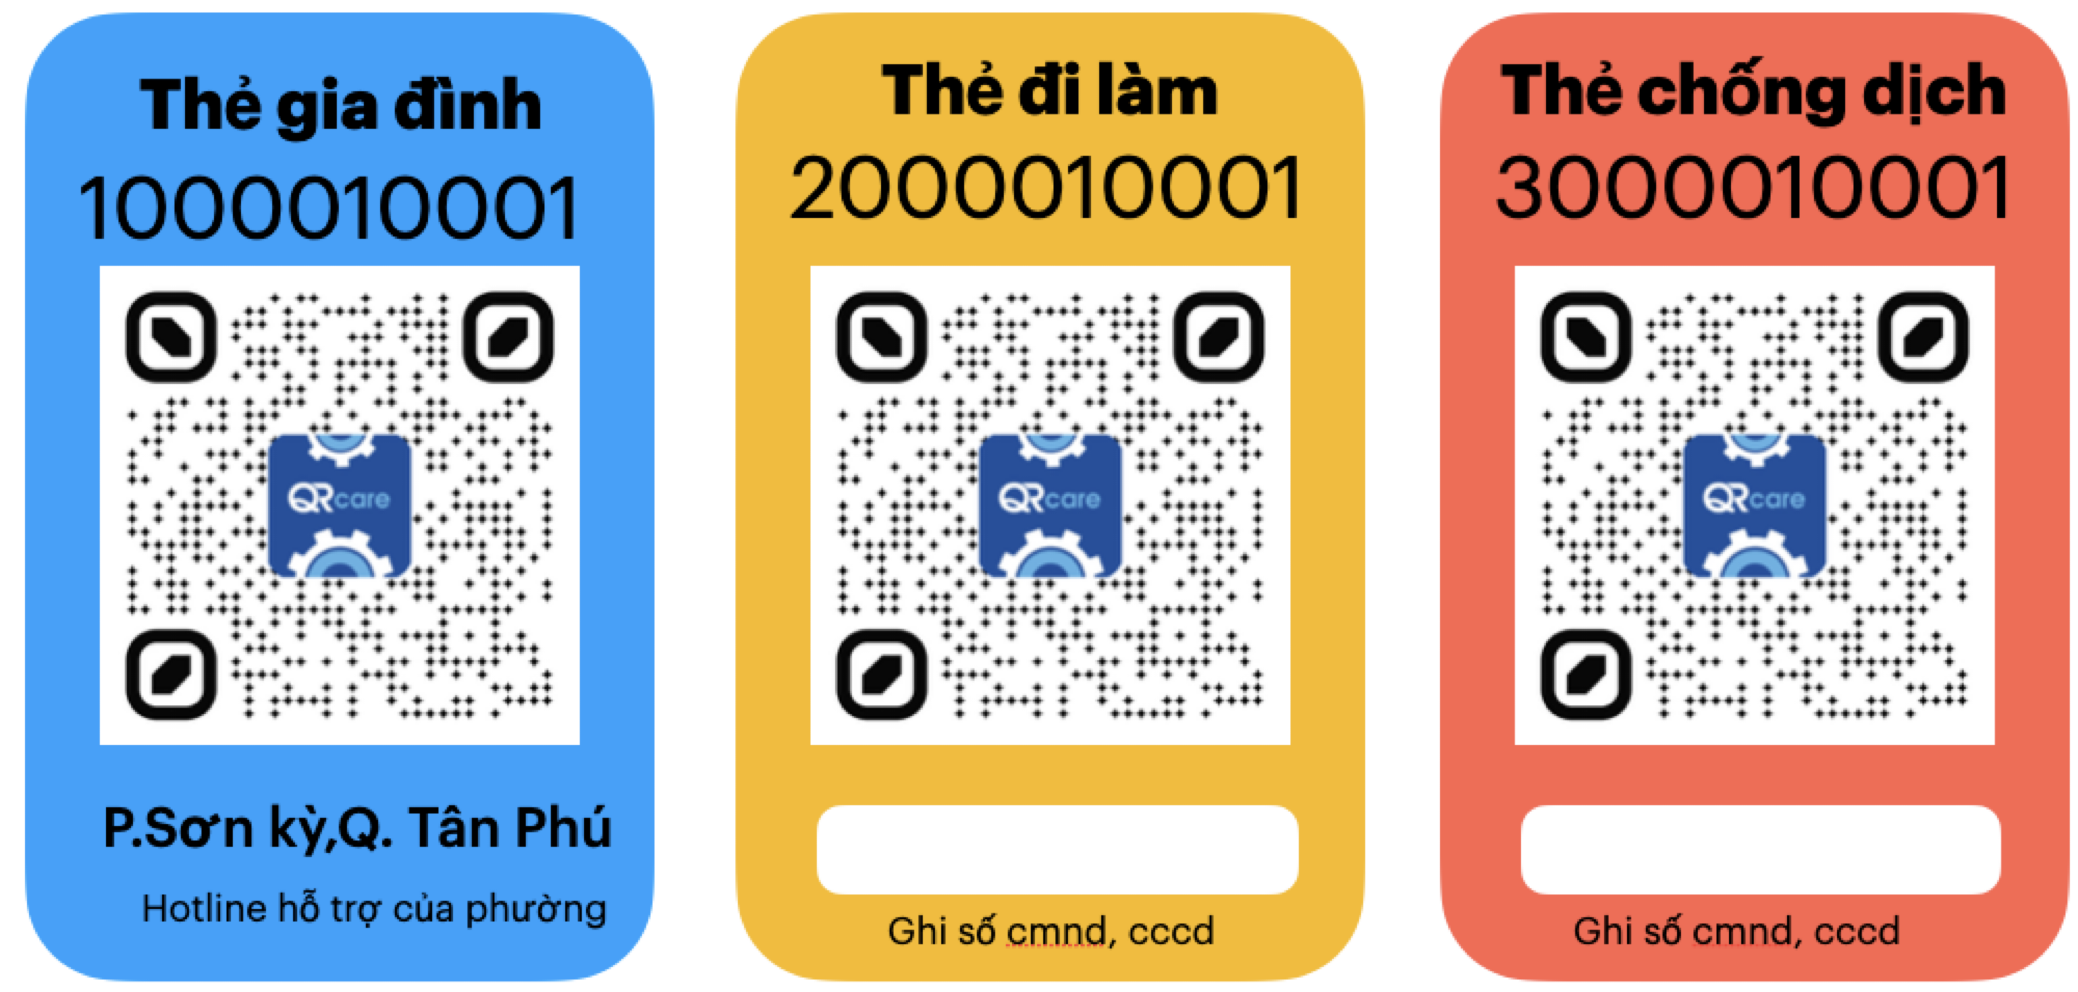 Thẻ gia đình
1000010001
QRcare
P.Sơn kỳ,Q. Tân Phú
Hotline hỗ trợ của phường
Thẻ đi làm
2000010001
QRcare
Ghi số cmnd, cccd
Thẻ chống dịch
3000010001
QRcare
Ghi số cmnd, cccd